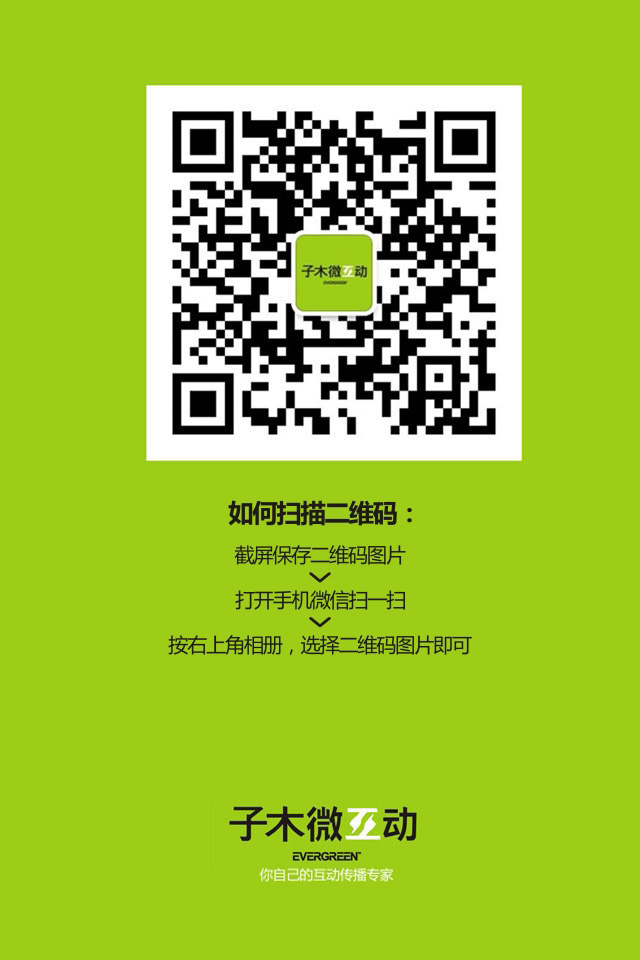 子木微互动
EVERGREEN
如何扫描二维码：
截屏保存二维码图片
打开手机微信扫一扫
按右上角相册，选择二维码图片即可
子木微互动
EVERGREEN
你自己的互动传播专家